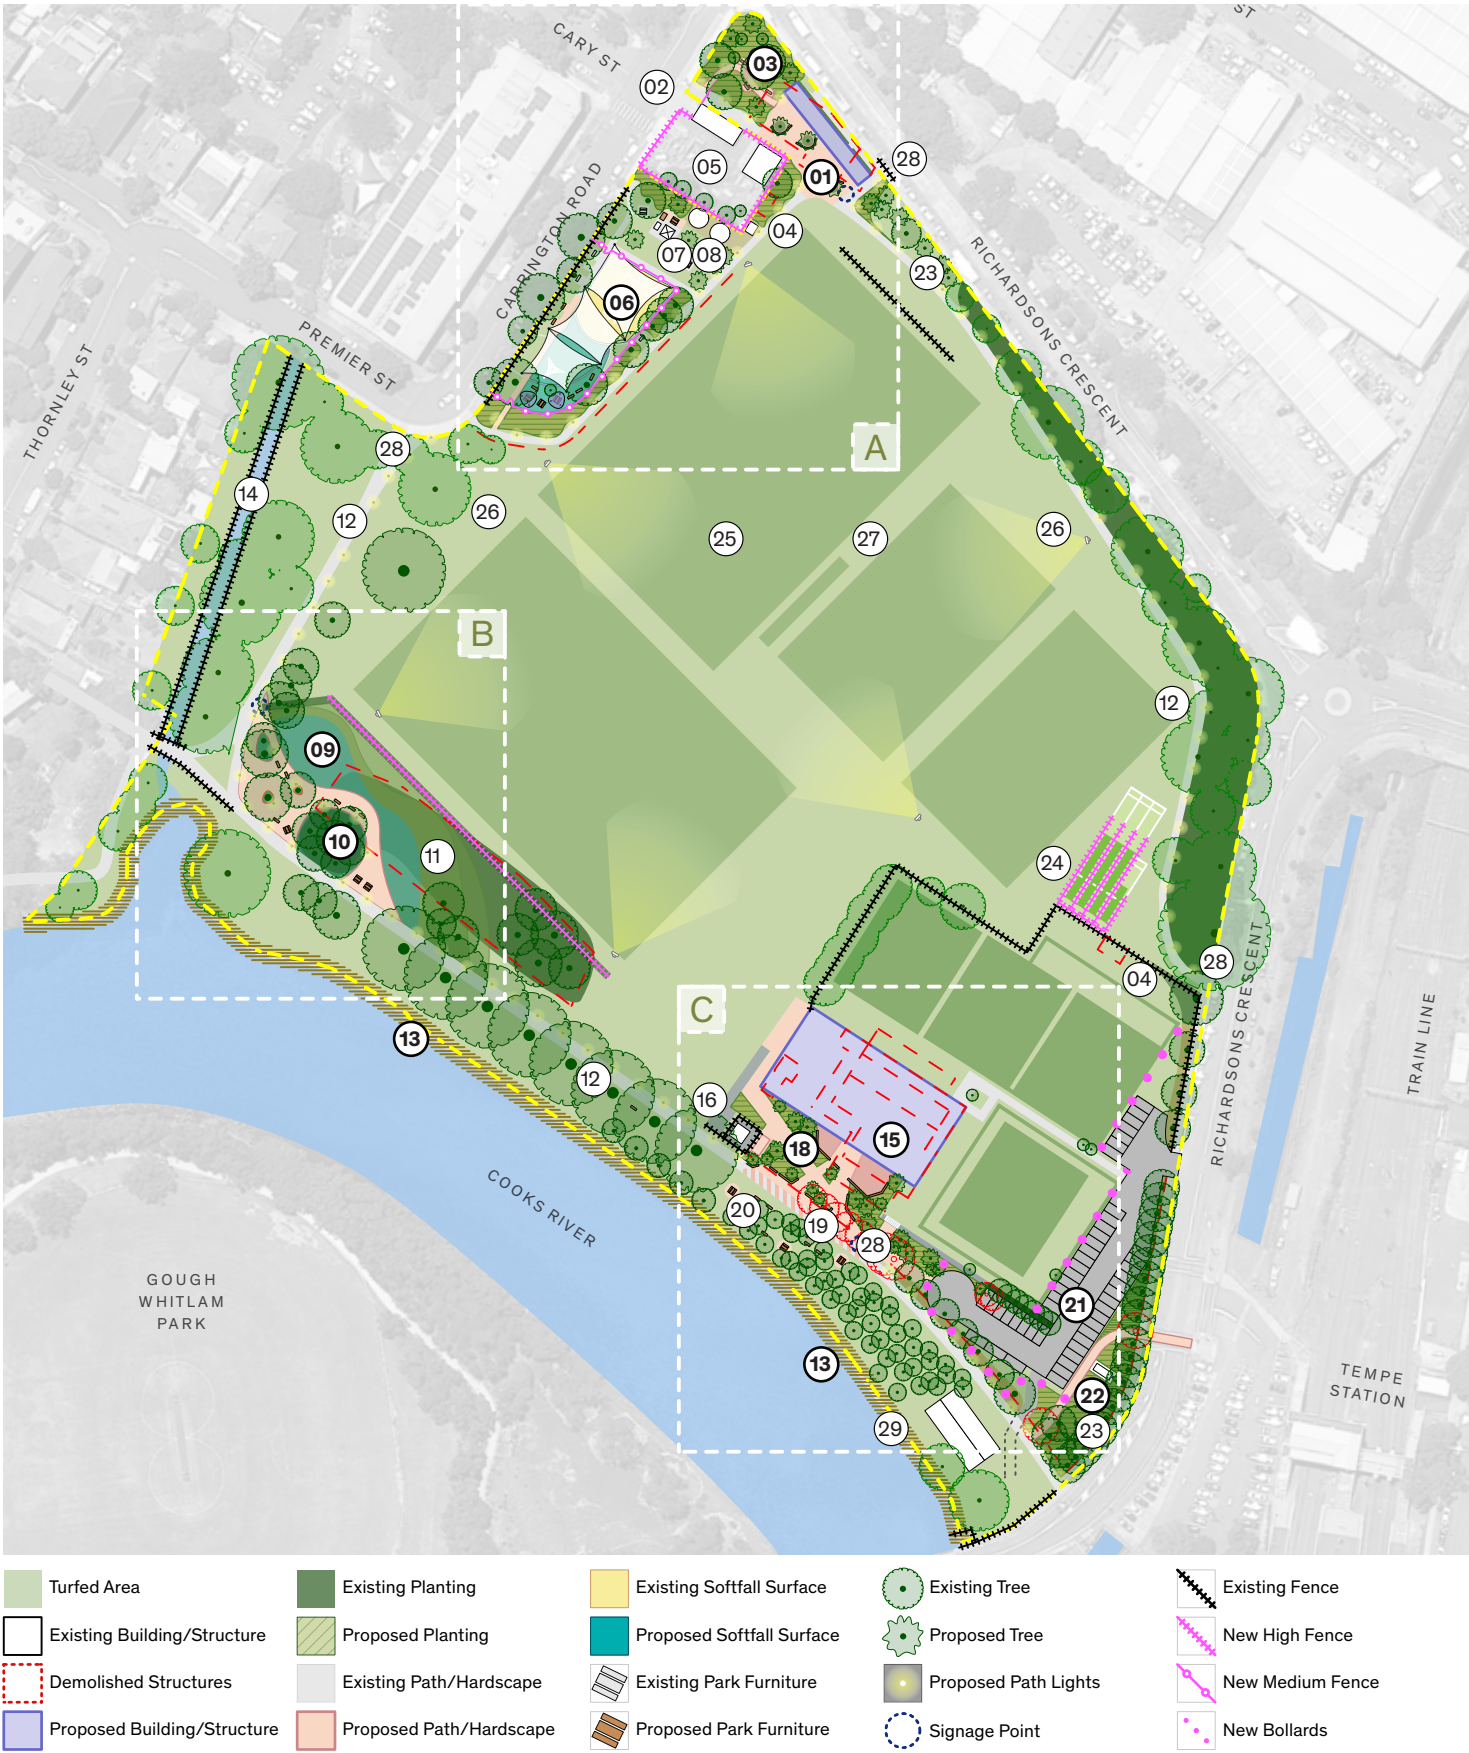 ST
CARY ST
03
02
28
05
01
CARRINGTON ROAD
04
07
08
23
RICHARDSONS CRESCENT
06
PREMIER ST
THORNLEY ST
28
A
14
12
26
25
27
26
B
12
09
10
11
24
28
04
C
13
12
16
15
18
RICHARDSONS CRESCENT
TRAIN LINE
COOKS RIVER
20
19
28
GOUGH
WHITLAM
PARK
21
13
TEMPE
STATION
22
29
23
Turfed Area
Existing Building/Structure
Demolished Structures
Proposed Building/Structure
Existing Planting
Proposed Planting
Existing Path/Hardscape
Proposed Path/Hardscape
Existing Softfall Surface
Proposed Softfall Surface
Existing Park Furniture
Proposed Park Furniture
Existing Tree
Proposed Tree
Proposed Path Lights
Signage Point
Existing Fence
New High Fence
New Medium Fence
New Bollards